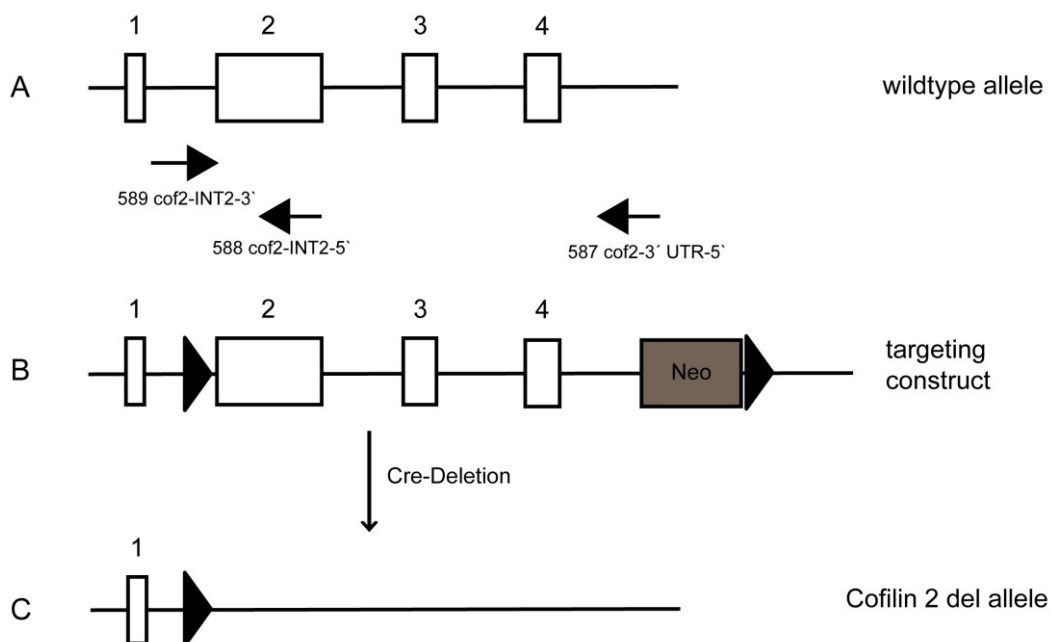 1 2 3 4
A wildtype allele
589 cof2-INT2-3`
588 cof2-INT2-5` 587 cof2-3´ UTR-5`
1 2 3 4
B Neo targeting
construct
Cre-Deletion
1
C Cofilin 2 del allele